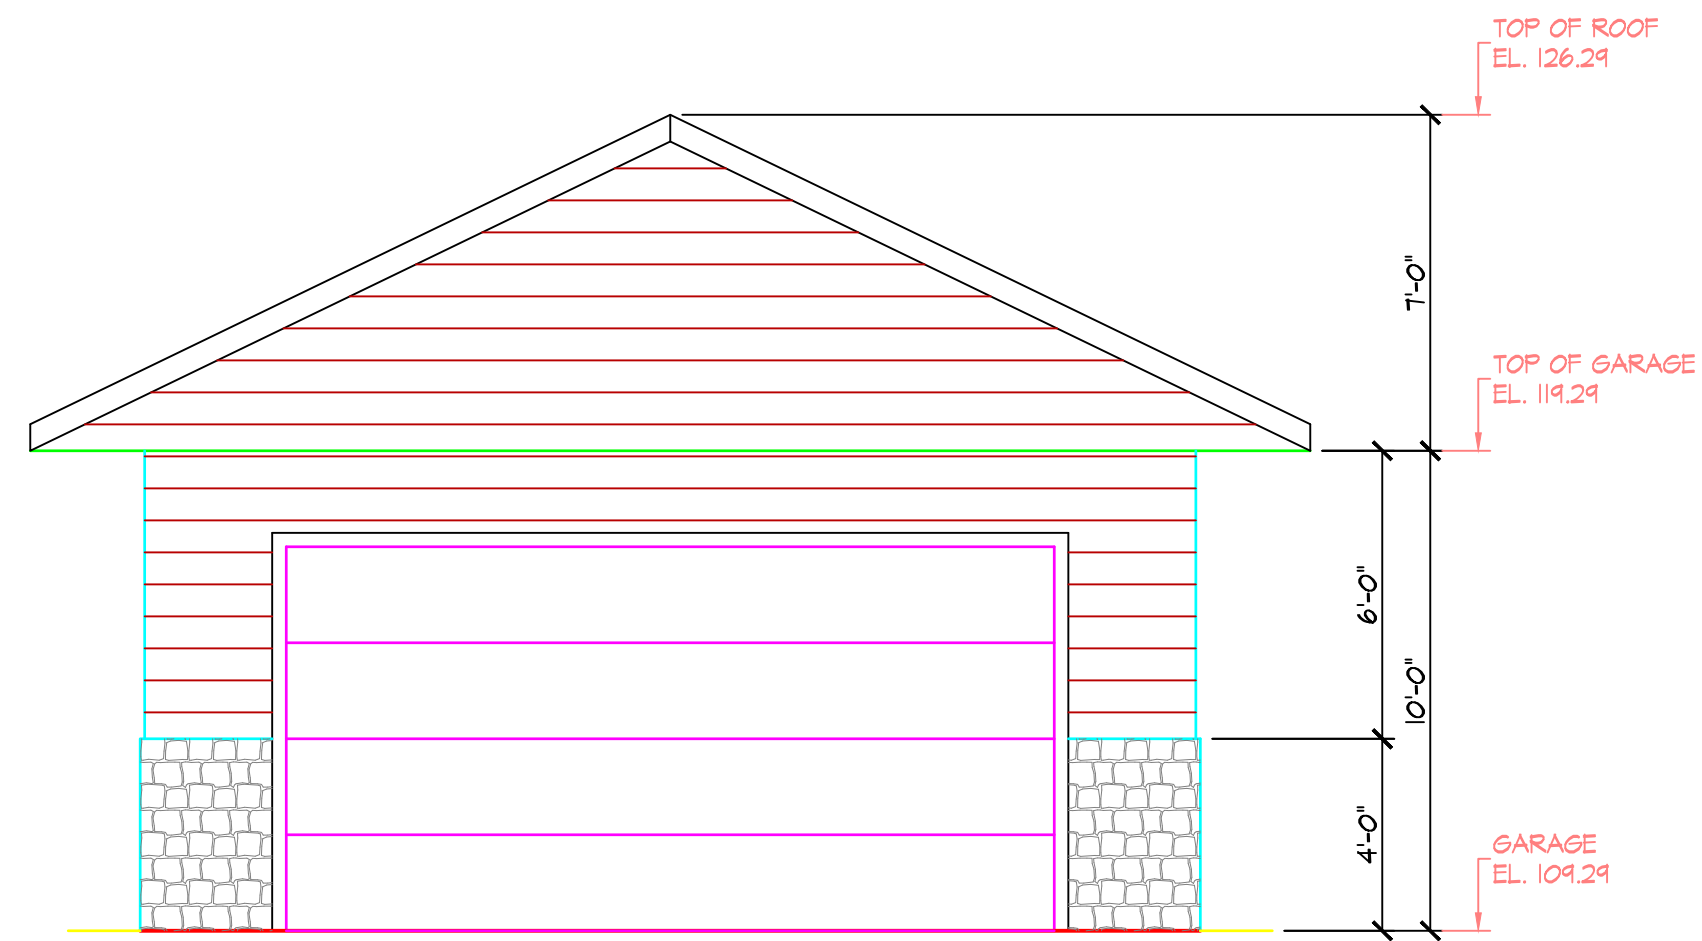 TOP OF ROOF
EL. 126.29
7'-0"
TOP OF GARAGE
EL. 119.29
6'-0"
10'-0"
4'-0"
GARAGE
EL. 109.29